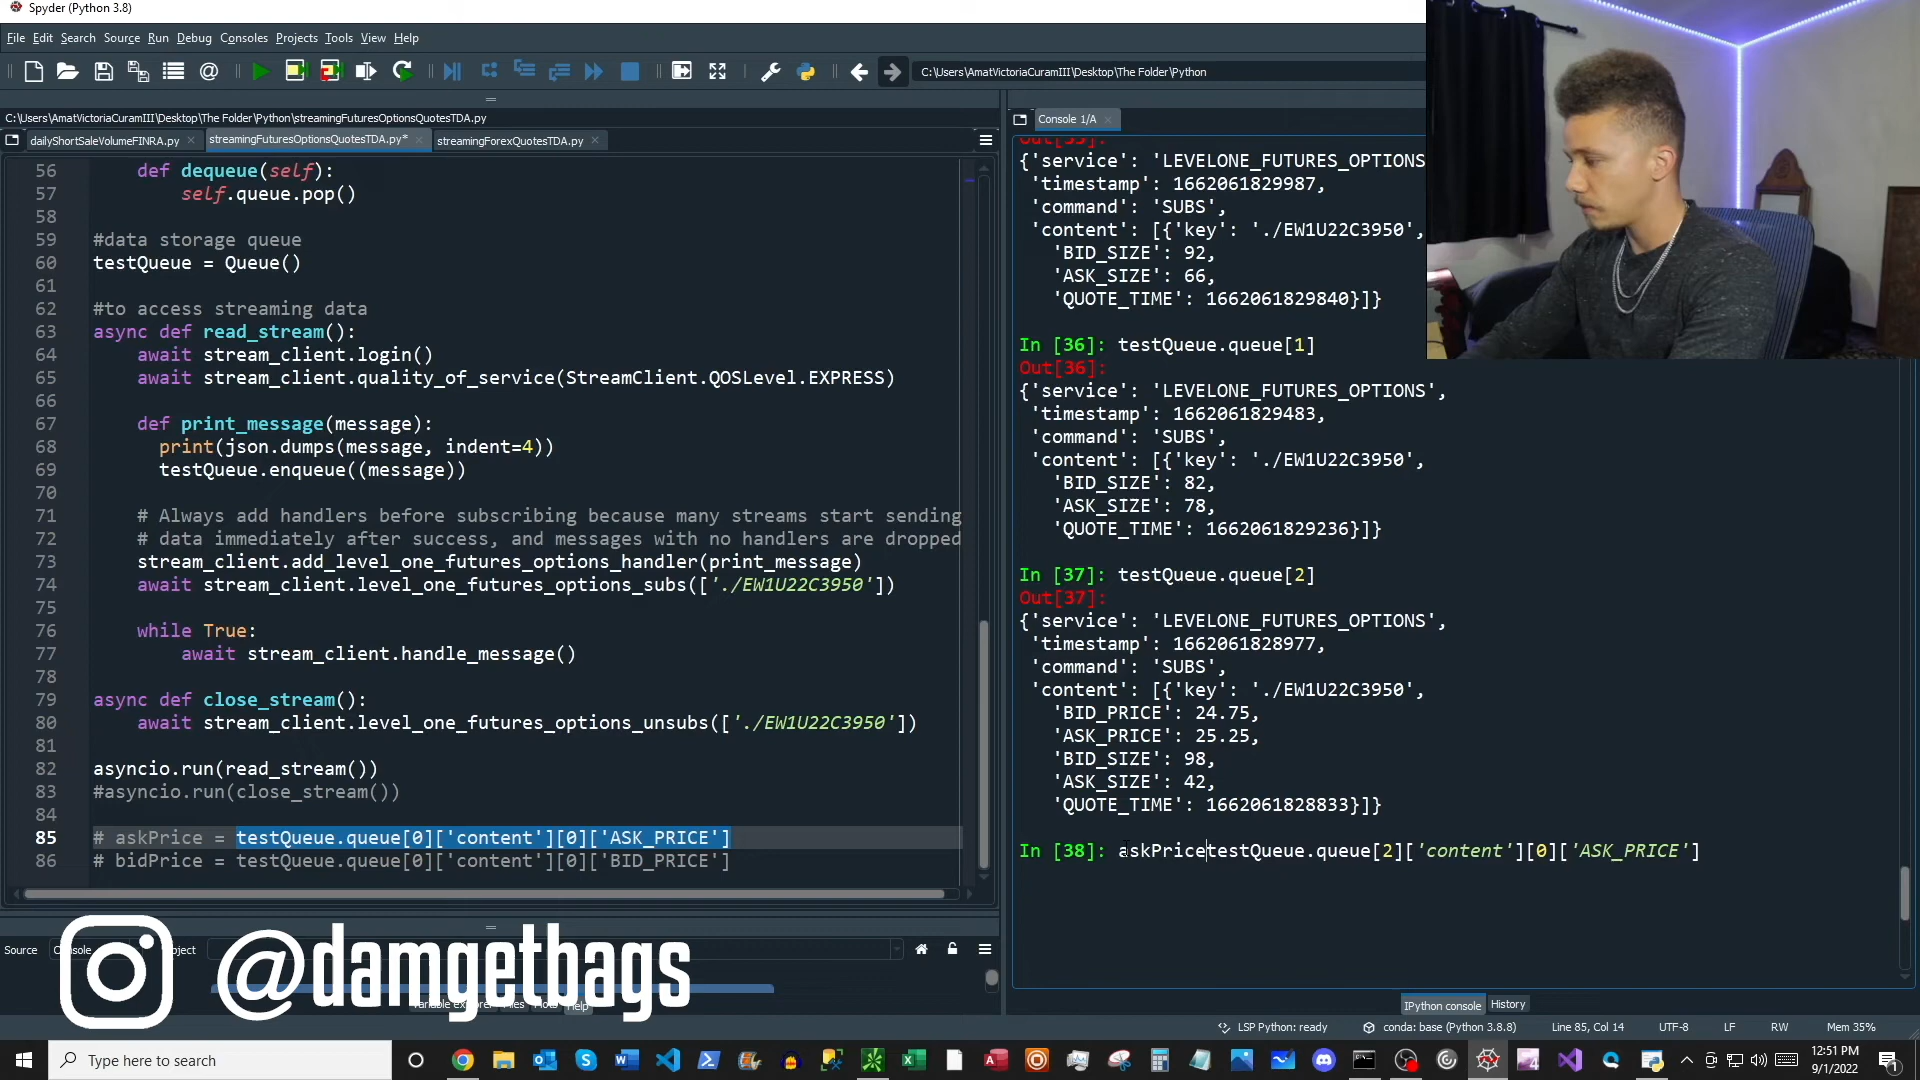 Spyder (Python 3.8)
File Edit Search Source Run Debug Consoles Projects Tools View Help
C:\Users\AmatVictoriaCuramIII\Desktop\The Folder\Python
C:\Users\AmatVictoriaCuramIII\Desktop\The Folder\Python\streamingFuturesOptionsQuotesTDA.py
dailyShortSaleVolumeFINRA.py streamingFuturesOptionsQuotesTDA.py* streamingForexQuotesTDA.py
56 def dequeue(self):
57 self.queue.pop()
58
59 #data storage queue
60 testQueue = Queue()
61
62 #to access streaming data
63 async def read_stream():
64 await stream_client.login()
65 await stream_client.quality_of_service(StreamClient.QOSLevel.EXPRESS)
66
67 def print_message(message):
68 print(json.dumps(message, indent=4))
69 testQueue.enqueue((message))
70
71 # Always add handlers before subscribing because many streams start sending
72 # data immediately after success, and messages with no handlers are dropped
73 stream_client.add_level_one_futures_options_handler(print_message)
74 await stream_client.level_one_futures_options_subs(['./EW1U22C3950'])
75
76 while True:
77 await stream_client.handle_message()
78
79 async def close_stream():
80 await stream_client.level_one_futures_options_unsubs(['./EW1U22C3950'])
81
82 asyncio.run(read_stream())
83 #asyncio.run(close_stream())
84
85 # askPrice = testQueue.queue[0]['content'][0]['ASK_PRICE']
86 # bidPrice = testQueue.queue[0]['content'][0]['BID_PRICE']
Source
@damgetbags
Help
Console 1/A
{'service': 'LEVELONE_FUTURES_OPTIONS
'timestamp': 1662061829987,
'command': 'SUBS',
'content': [{'key': './EW1U22C3950',
'BID_SIZE': 92,
'ASK_SIZE': 66,
'QUOTE_TIME': 1662061829840}]}
In [36]: testQueue.queue[1]
Out[36]:
{'service': 'LEVELONE_FUTURES_OPTIONS',
'timestamp': 1662061829483,
'command': 'SUBS',
'content': [{'key': './EW1U22C3950',
'BID_SIZE': 82,
'ASK_SIZE': 78,
'QUOTE_TIME': 1662061829236}]}
In [37]: testQueue.queue[2]
Out[37]:
{'service': 'LEVELONE_FUTURES_OPTIONS',
'timestamp': 1662061828977,
'command': 'SUBS',
'content': [{'key': './EW1U22C3950',
'BID_PRICE': 24.75,
'ASK_PRICE': 25.25,
'BID_SIZE': 98,
'ASK_SIZE': 42,
'QUOTE_TIME': 1662061828833}]}
In [38]: askPricetestQueue.queue[2]['content'][0]['ASK_PRICE']
IPython console History
LSP Python: ready conda: base (Python 3.8.8) Line 85, Col 14 UTF-8 LF RW Mem 35%
Type here to search
12:51 PM
9/1/2022